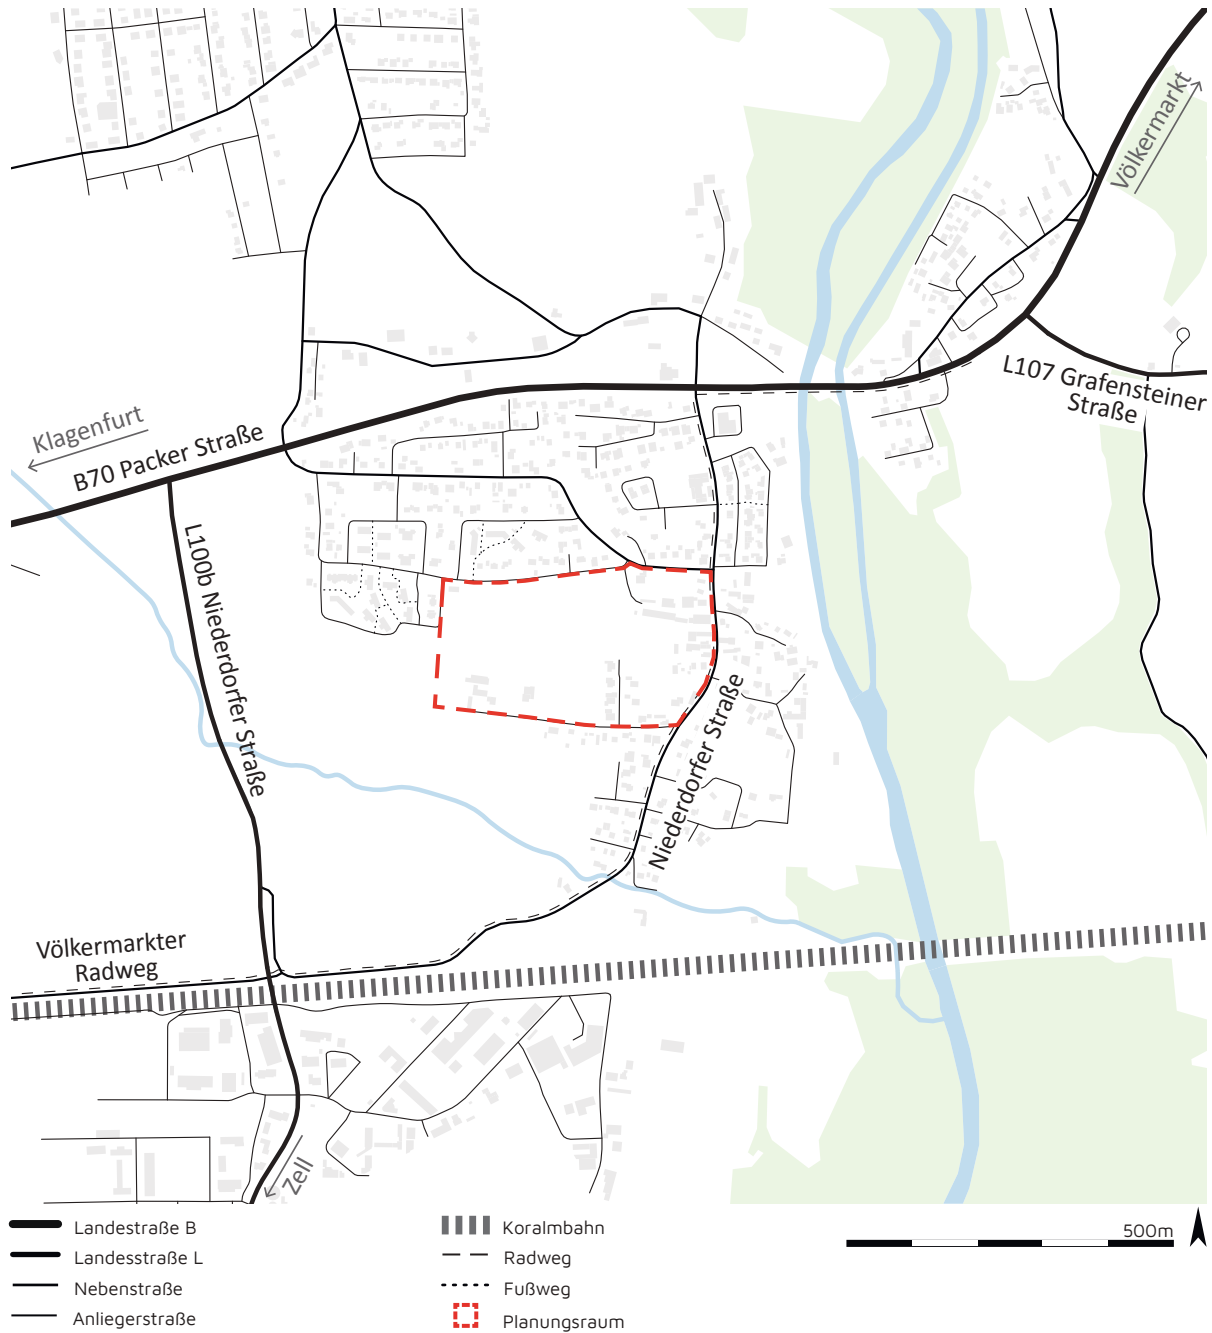 Völkermarkt
L107 Grafensteiner
Straße
Klagenfurt
B70 Packer Straße
L100b Niederdorfer Straße
Niederdorfer Straße
Völkermarkter
Radweg
Zell
Landestraße B
Landesstraße L
Nebenstraße
Anliegerstraße
Koralmbahn
Radweg
Fußweg
Planungsraum
500m